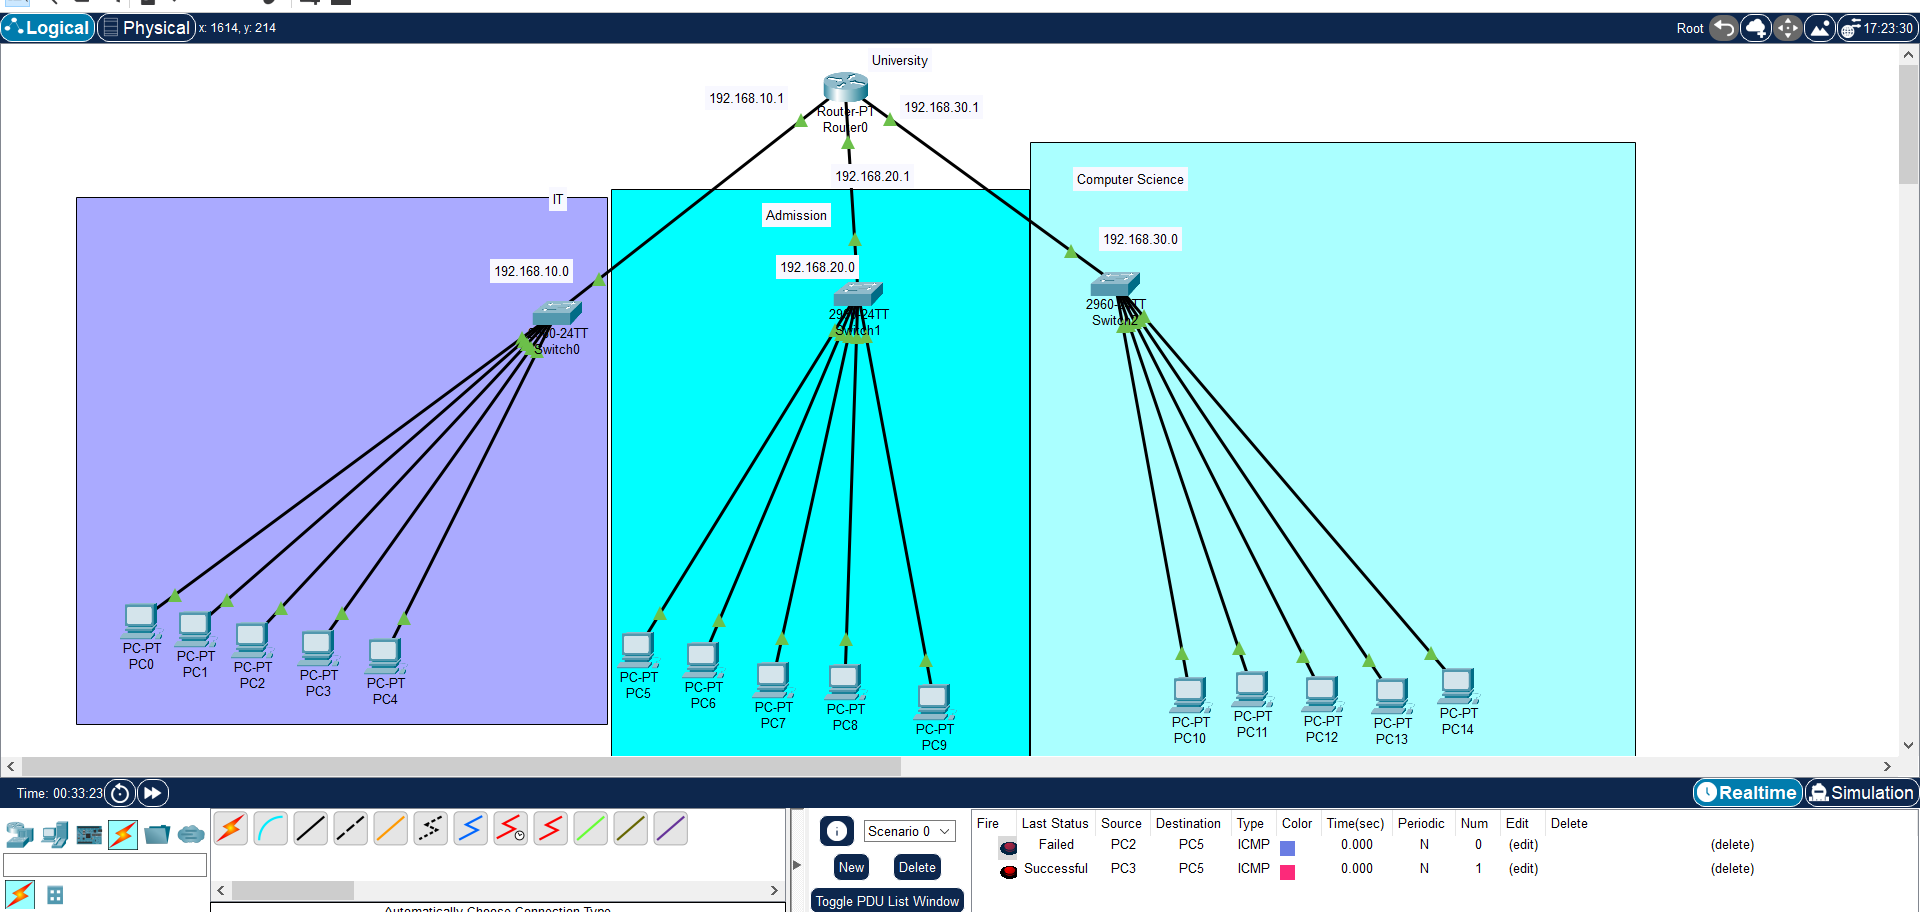 Logical Physical x: 1614, y: 214
Root 17:23:30
University
192.168.10.1
192.168.30.1
Router-PT
Router0
192.168.20.1
IT
Admission
Computer Science
192.168.10.0
192.168.20.0
192.168.30.0
Switch0
2960-24TT
Switch1
Switch2
PC-PT
PC0
PC-PT
PC1
PC-PT
PC2
PC-PT
PC3
PC-PT
PC4
PC-PT
PC5
PC-PT
PC6
PC-PT
PC7
PC-PT
PC8
PC-PT
PC9
PC-PT
PC10
PC-PT
PC11
PC-PT
PC12
PC-PT
PC13
PC-PT
PC14
Time: 00:33:23
Realtime Simulation
Scenario 0
New Delete
Toggle PDU List Window
Fire Last Status Source Destination Type Color Time(sec) Periodic Num Edit Delete
Failed PC2 PC5 ICMP 0.000 N 0 (edit) (delete)
Successful PC3 PC5 ICMP 0.000 N 1 (edit) (delete)
Automatically Choose Connection Type